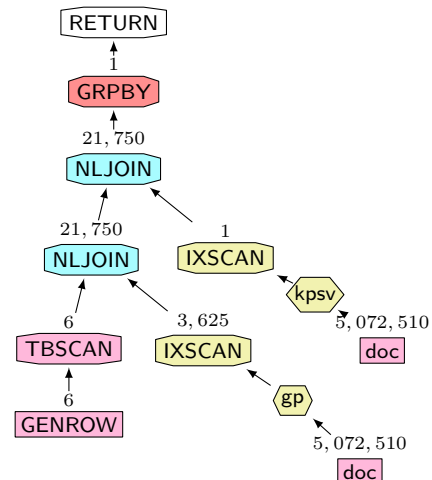 RETURN
1
GRPBY
21, 750
NLJOIN
21, 750
1
NLJOIN
IXSCAN
kpsv
6
3, 625
5, 072, 510
TBSCAN
IXSCAN
doc
6
gp
GENROW
5, 072, 510
doc